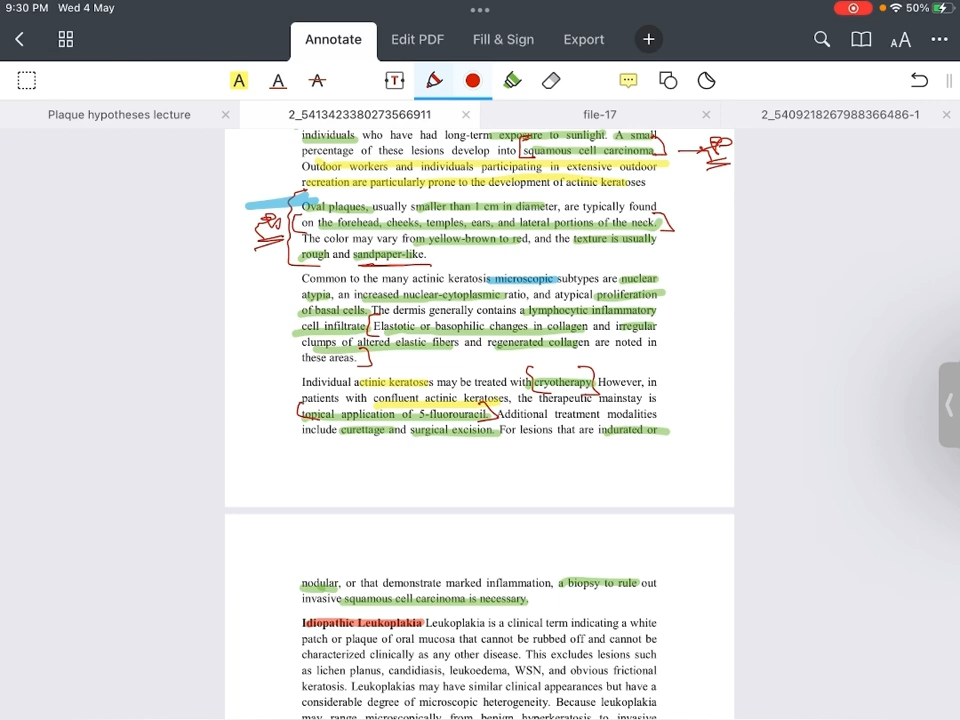 9:30 PM Wed 4 May
50%
Annotate Edit PDF Fill & Sign Export
AA
A A A T
Plaque hypotheses lecture 2_5413423380273566911 file-17 2_5409218267988366486-1
individuals who have had long-term exposure to sunlight. A small
percentage of these lesions develop into squamous cell carcinoma.
Outdoor workers and individuals participating in extensive outdoor
recreation are particularly prone to the development of actinic keratoses
Oval plaques, usually smaller than 1 cm in diameter, are typically found
on the forehead, cheeks, temples, ears, and lateral portions of the neck.
The color may vary from yellow-brown to red, and the texture is usually
rough and sandpaper-like.
Common to the many actinic keratosis microscopic subtypes are nuclear
atypia, an increased nuclear-cytoplasmic ratio, and atypical proliferation
of basal cells. The dermis generally contains a lymphocytic inflammatory
cell infiltrate. Elastotic or basophilic changes in collagen and irregular
clumps of altered elastic fibers and regenerated collagen are noted in
these areas.
Individual actinic keratoses may be treated with cryotherapy. However, in
patients with confluent actinic keratoses, the therapeutic mainstay is
topical application of 5-fluorouracil. Additional treatment modalities
include curettage and surgical excision. For lesions that are indurated or
nodular, or that demonstrate marked inflammation, a biopsy to rule out
invasive squamous cell carcinoma is necessary.
Idiopathic Leukoplakia Leukoplakia is a clinical term indicating a white
patch or plaque of oral mucosa that cannot be rubbed off and cannot be
characterized clinically as any other disease. This excludes lesions such
as lichen planus, candidiasis, leukoedema, WSN, and obvious frictional
keratosis. Leukoplakias may have similar clinical appearances but have a
considerable degree of microscopic heterogeneity. Because leukoplakia
may range microscopically from benign hyperkeratosis to invasive